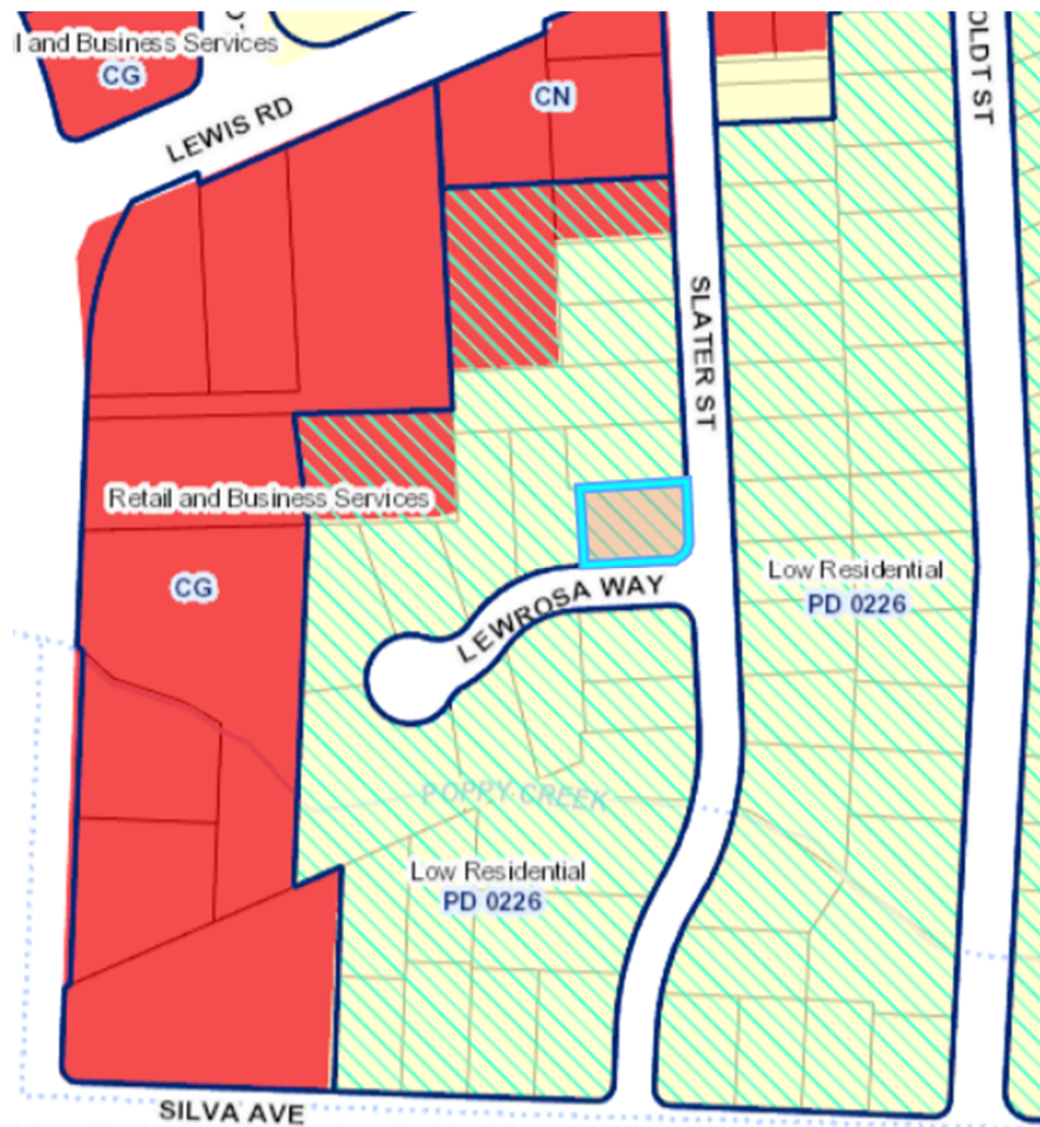 l and Business Services
CG
LEWIS RD
CN
OLDT ST
SLATER ST
Retail and Business Services
CG
LEWROSA WAY
Low Residential
PD 0226
POPPY CREEK
Low Residential
PD 0226
SILVA AVE